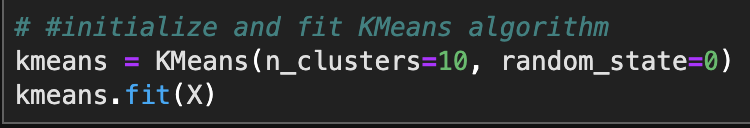 # #initialize and fit KMeans algorithm
kmeans = KMeans(n_clusters=10, random_state=0)
kmeans.fit(X)